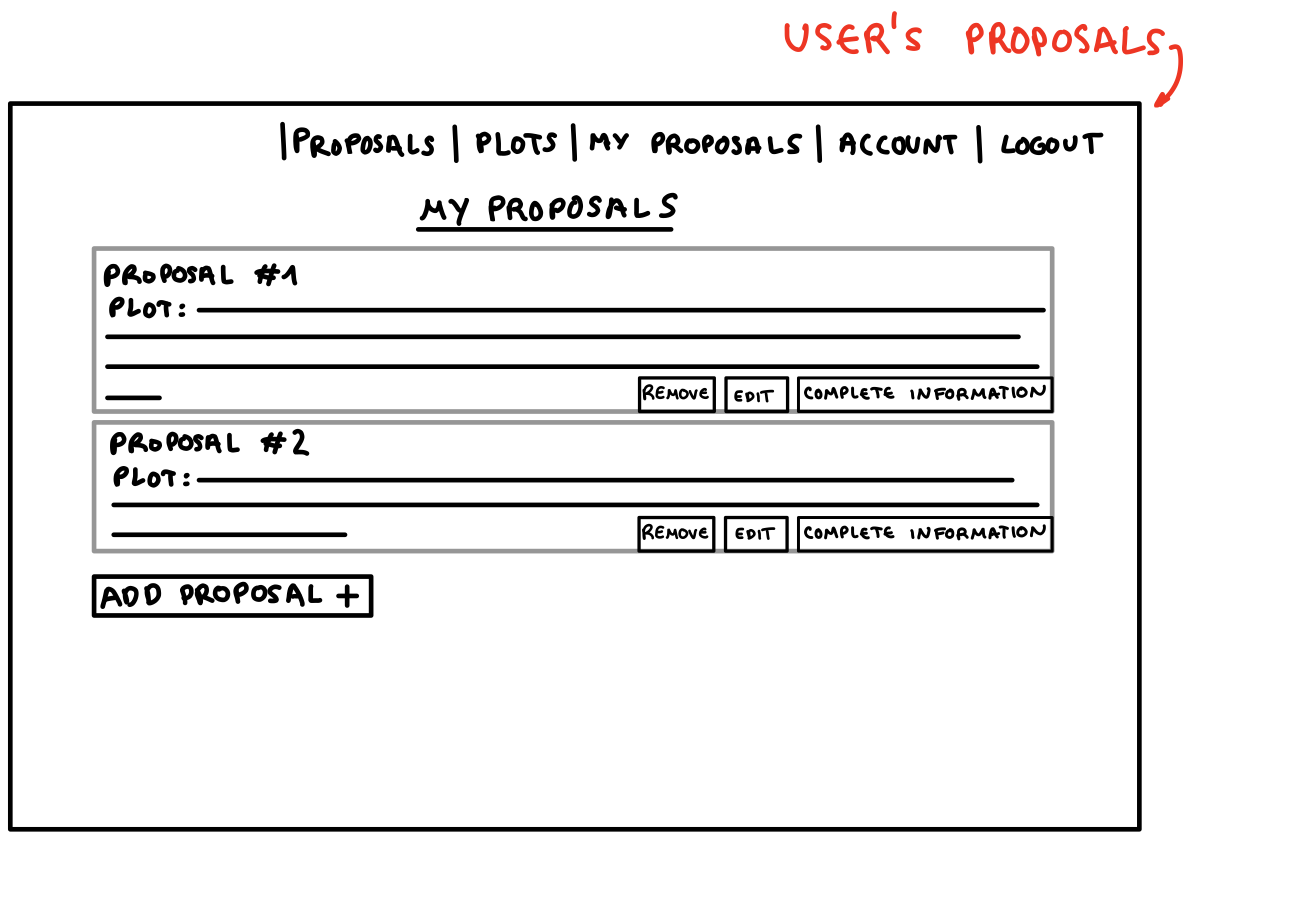 USER'S PROPOSALS
|PROPOSALS | PLOTS | MY PROPOSALS | ACCOUNT | LOGOUT
MY PROPOSALS
PROPOSAL #1
PLOT:
REMOVE EDIT COMPLETE INFORMATION
PROPOSAL #2
PLOT:
REMOVE EDIT COMPLETE INFORMATION
ADD PROPOSAL +